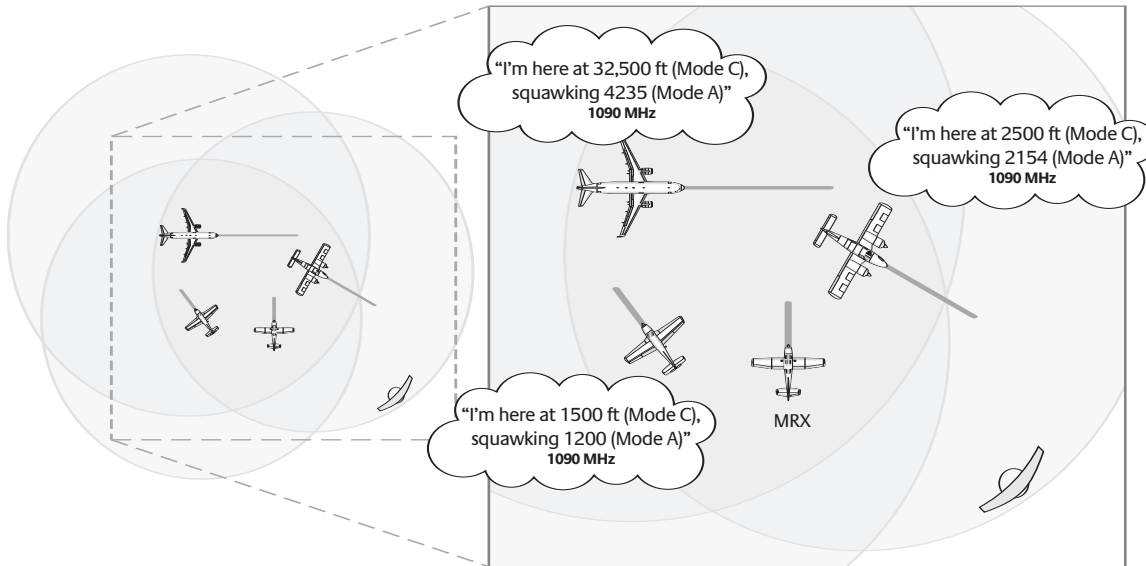 “I’m here at 32,500 ft (Mode C),
squawking 4235 (Mode A)”
1090 MHz
“I’m here at 2500 ft (Mode C),
squawking 2154 (Mode A)”
1090 MHz
“I’m here at 1500 ft (Mode C),
squawking 1200 (Mode A)”
1090 MHz
MRX